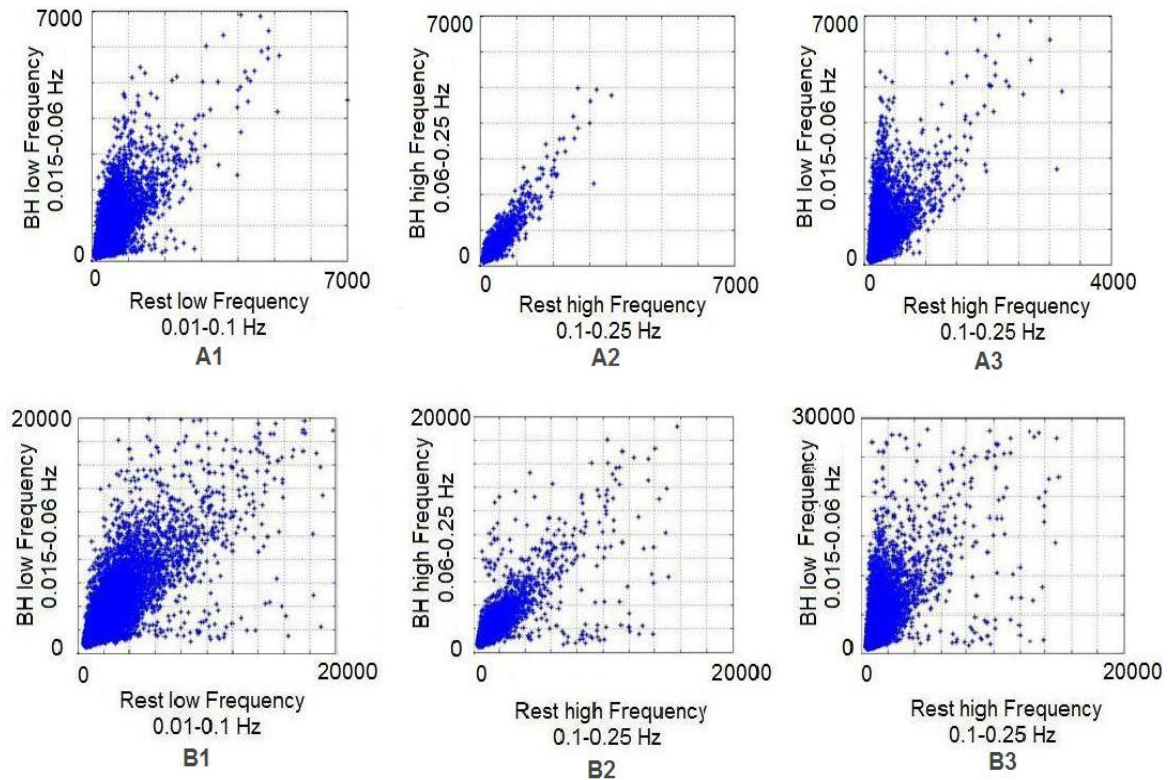 7000
BH low Frequency
0.015-0.06 Hz
0
0
7000
Rest low Frequency
0.01-0.1 Hz
A1
7000
BH high Frequency
0.06-0.25 Hz
0
0
7000
Rest high Frequency
0.1-0.25 Hz
A2
7000
BH low Frequency
0.015-0.06 Hz
0
0
4000
Rest high Frequency
0.1-0.25 Hz
A3
20000
BH low Frequency
0.015-0.06 Hz
0
0
20000
Rest low Frequency
0.01-0.1 Hz
B1
20000
BH high Frequency
0.06-0.25 Hz
0
0
20000
Rest high Frequency
0.1-0.25 Hz
B2
30000
BH low Frequency
0.015-0.06 Hz
0
0
20000
Rest high Frequency
0.1-0.25 Hz
B3